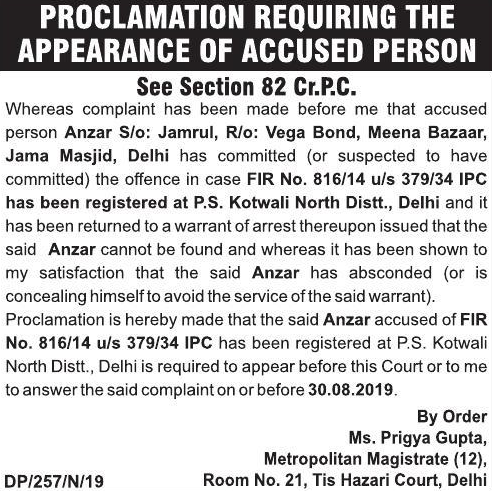 PROCLAMATION REQUIRING THE
APPEARANCE OF ACCUSED PERSON
See Section 82 Cr.P.C.
Whereas complaint has been made before me that accused
person Anzar S/o: Jamrul, R/o: Vega Bond, Meena Bazaar,
Jama Masjid, Delhi has committed (or suspected to have
committed) the offence in case FIR No. 816/14 u/s 379/34 IPC
has been registered at P.S. Kotwali North Distt., Delhi and it
has been returned to a warrant of arrest thereupon issued that the
said Anzar cannot be found and whereas it has been shown to
my satisfaction that the said Anzar has absconded (or is
concealing himself to avoid the service of the said warrant).
Proclamation is hereby made that the said Anzar accused of FIR
No. 816/14 u/s 379/34 IPC has been registered at P.S. Kotwali
North Distt., Delhi is required to appear before this Court or to me
to answer the said complaint on or before 30.08.2019.
By Order
Ms. Prigya Gupta,
Metropolitan Magistrate (12),
DP/257/N/19 Room No. 21, Tis Hazari Court, Delhi